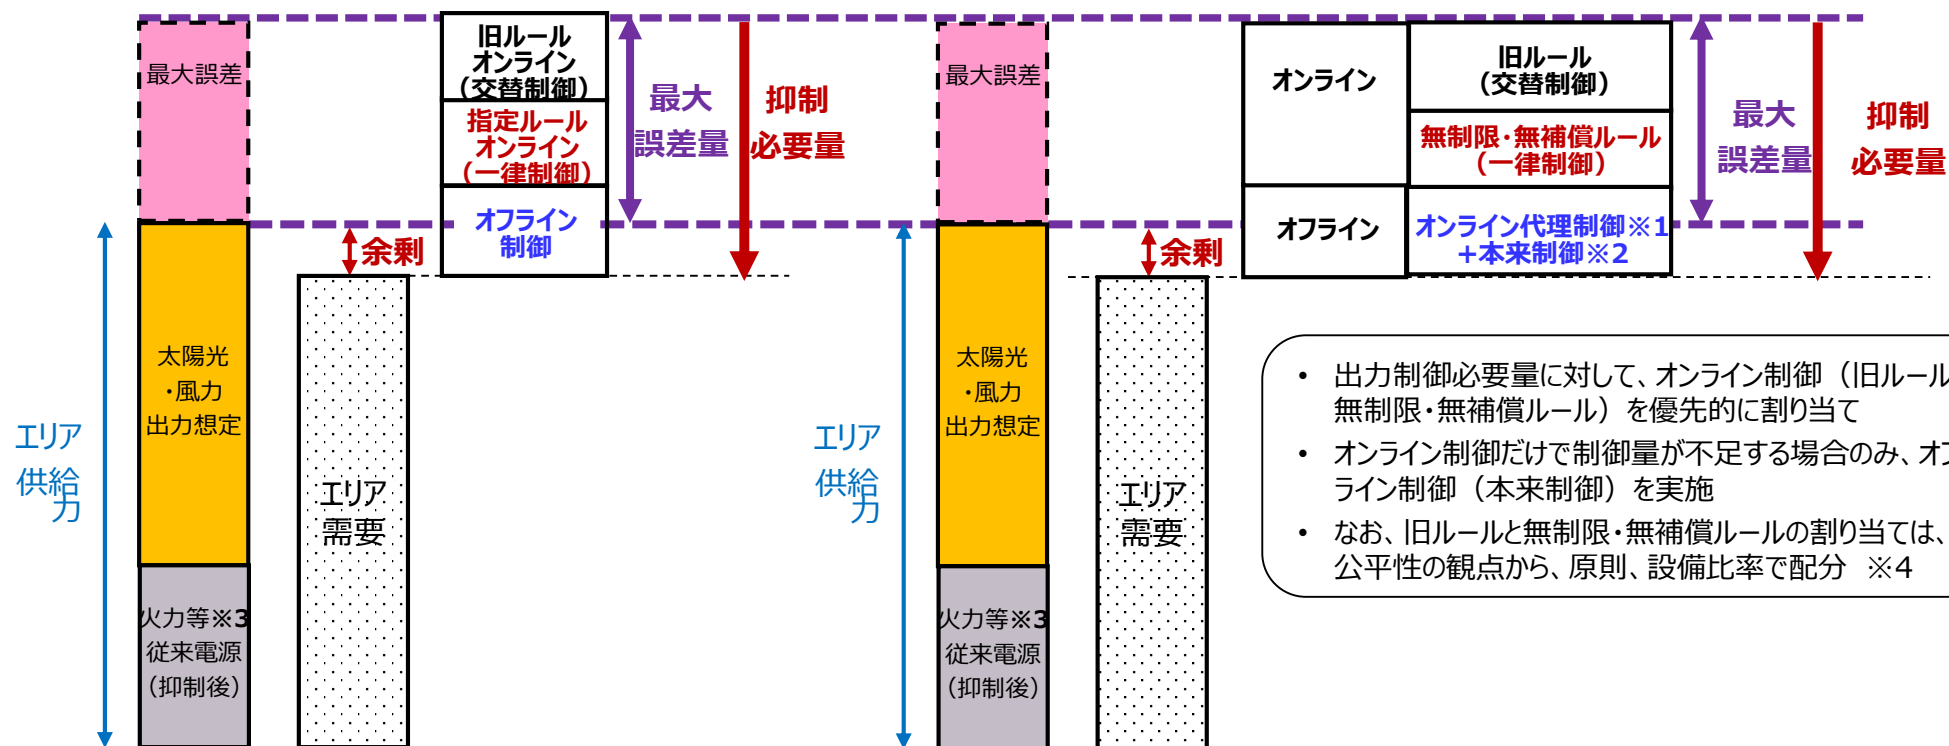 最大誤差
太陽光
・風力
出力想定
火力等※3
従来電源
（抑制後）
エリア
供給
力
余剰
エリア
需要
旧ルール
オンライン
（交替制御）
指定ルール
オンライン
（一律制御）
オフライン
制御
最大
誤差量
抑制
必要量
最大誤差
太陽光
・風力
出力想定
火力等※3
従来電源
（抑制後）
エリア
供給
力
余剰
エリア
需要
オンライン
旧ルール
（交替制御）
無制限・無補償ルール
（一律制御）
オフライン
オンライン代理制御※1
＋本来制御※2
最大
誤差量
抑制
必要量
• 出力制御必要量に対して、オンライン制御（旧ルール
無制限・無補償ルール）を優先的に割り当て
• オンライン制御だけで制御量が不足する場合のみ、オフ
ライン制御（本来制御）を実施
• なお、旧ルールと無制限・無補償ルールの割り当ては、
公平性の観点から、原則、設備比率で配分 ※4